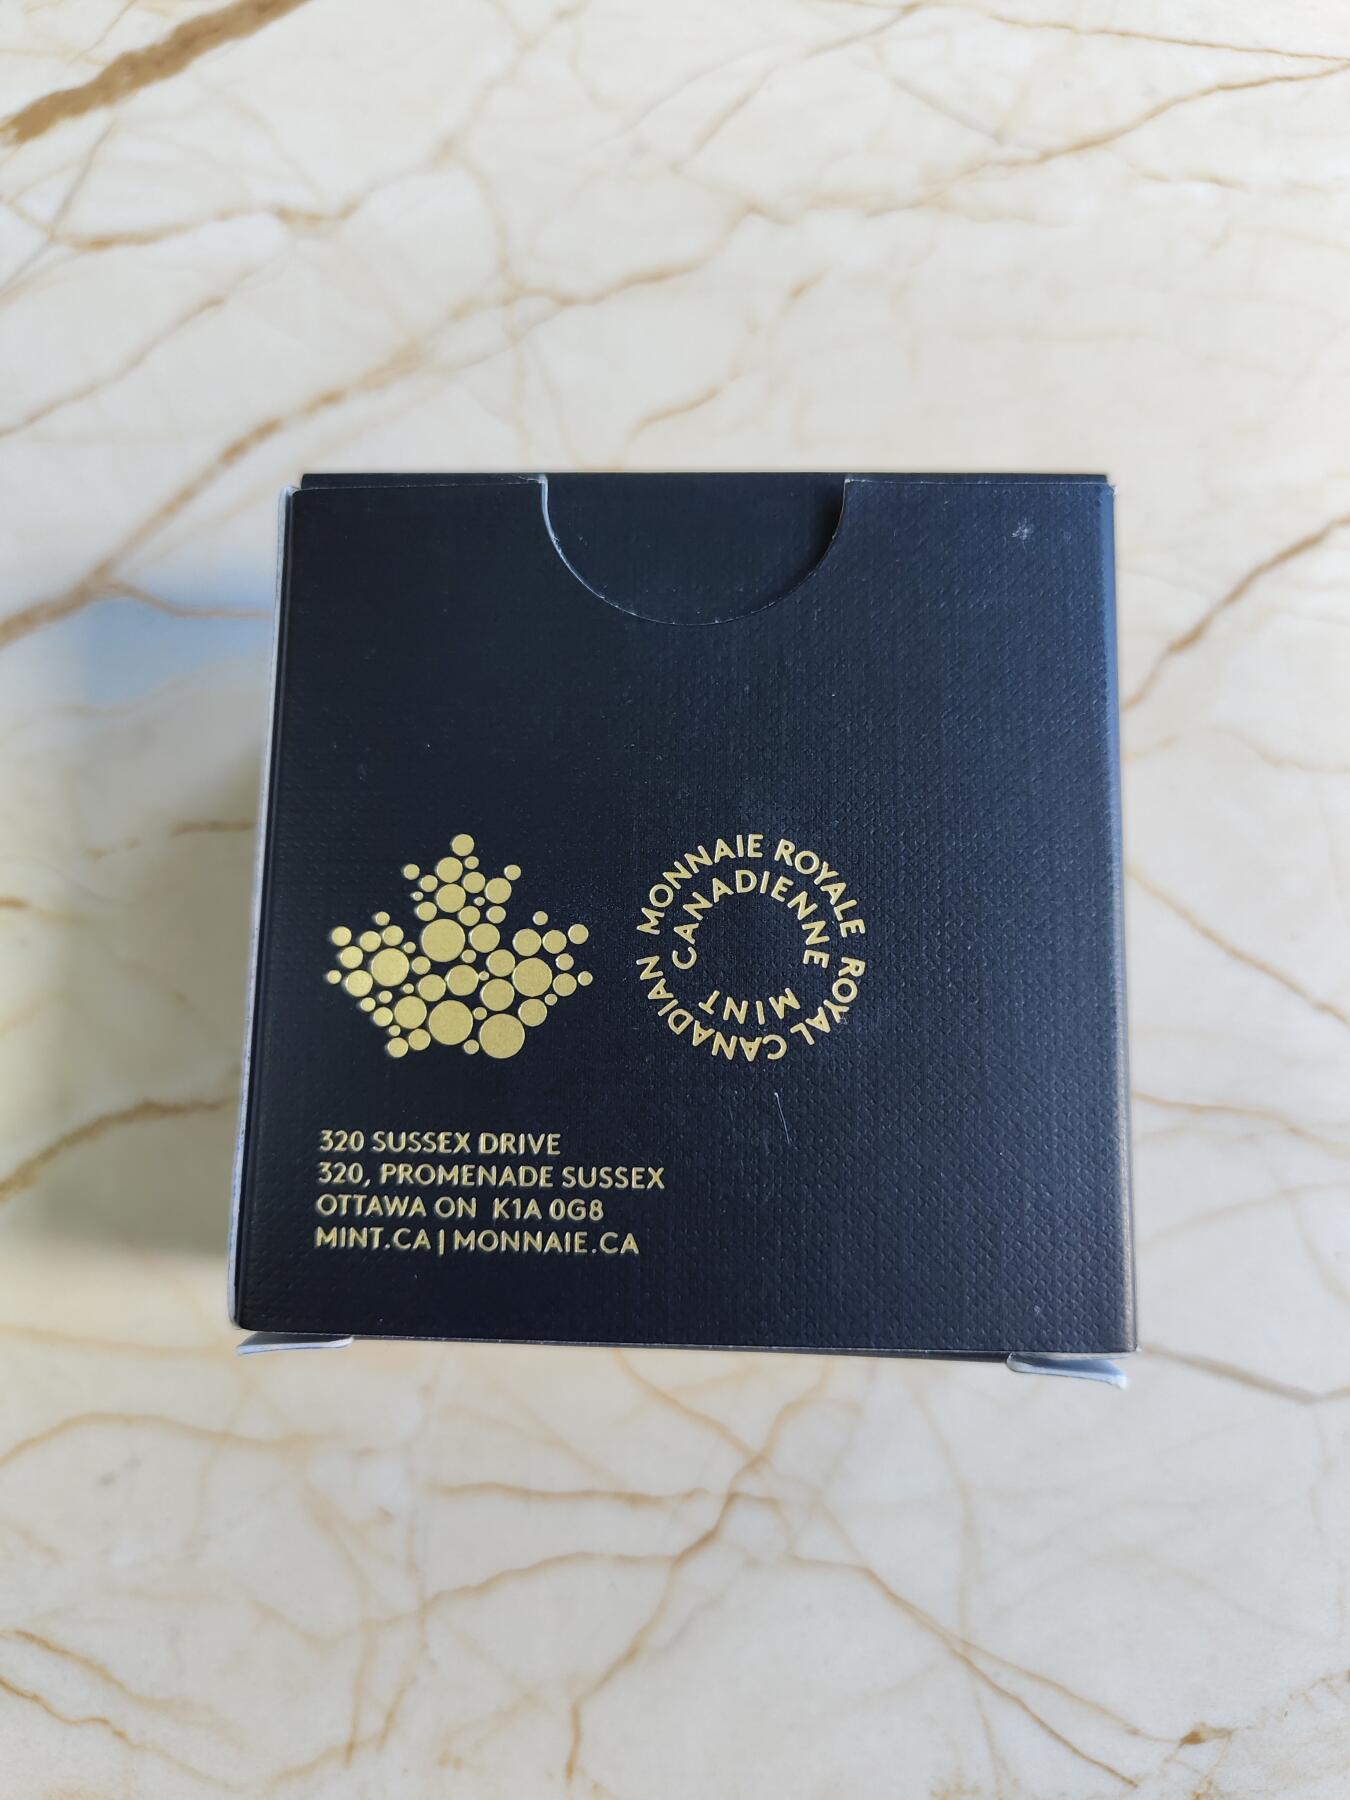 MONNAIE ROYALE
CANADIENNE
ROYAL CANADIAN
MINT
320 SUSSEX DRIVE
320, PROMENADE SUSSEX
OTTAWA ON K1A 0G8
MINT.CA | MONNAIE.CA